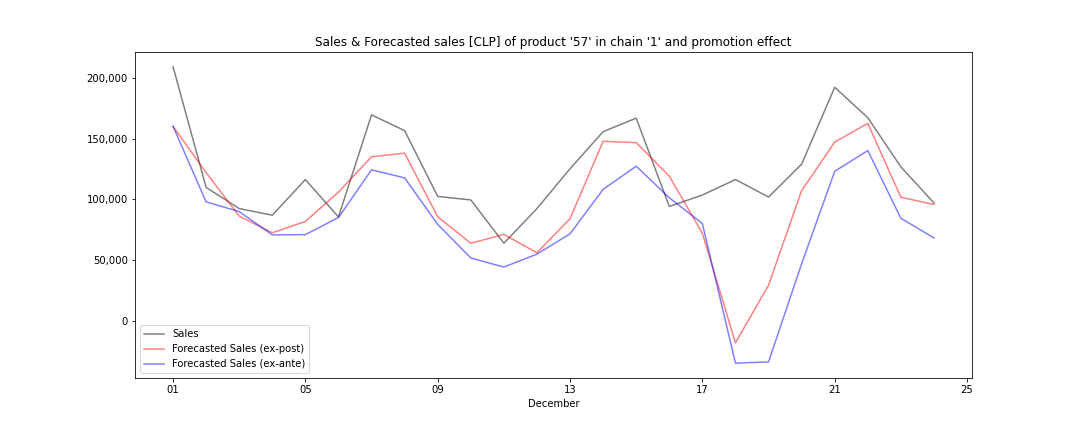 Sales & Forecasted sales [CLP] of product '57' in chain '1' and promotion effect
200,000
150,000
100,000
50,000
0
Sales
Forecasted Sales (ex-post)
Forecasted Sales (ex-ante)
01 05 09 13 17 21 25
December